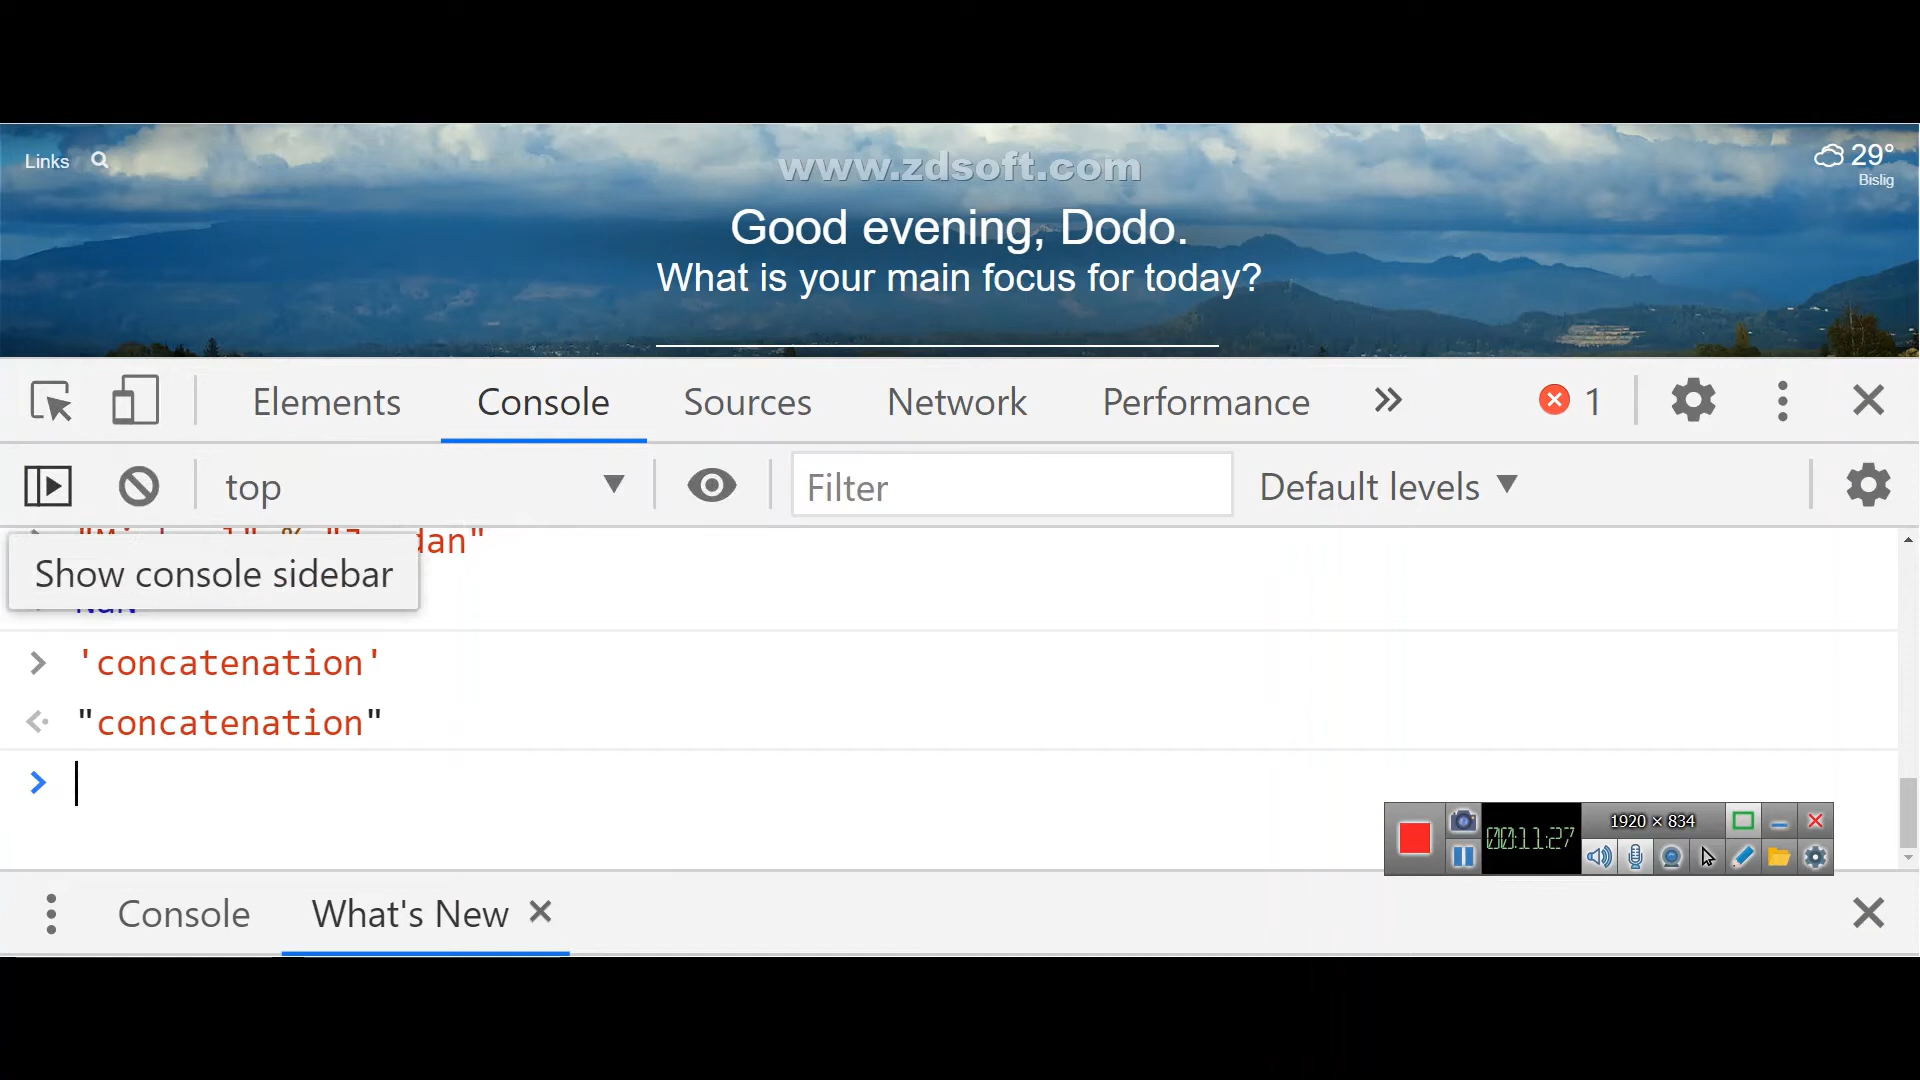 Links
www.zdsoft.com
29°
Bislig
Good evening, Dodo.
What is your main focus for today?
Elements Console Sources Network Performance 1
top Filter Default levels
dan"
Show console sidebar
NaN
'concatenation'
"concatenation"
1920 × 834
00:11:27
Console What's New